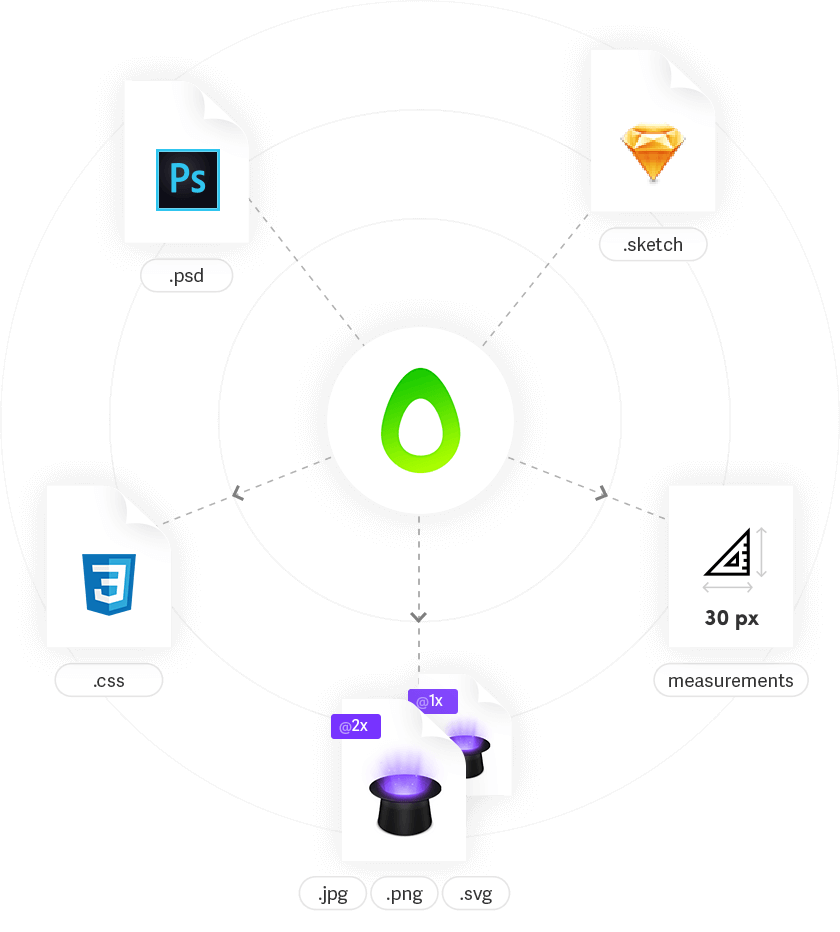 Ps
.sketch
.psd
3
30 px
.css
measurements
@1x
@2x
.jpg
.png
.svg